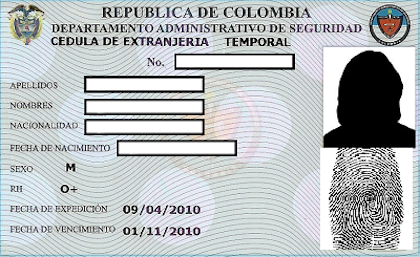 REPUBLICA DE COLOMBIA
DEPARTAMENTO ADMINISTRATIVO DE SEGURIDAD
CEDULA DE EXTRANJERIA TEMPORAL
No.
APELLIDOS
NOMBRES
NACIONALIDAD
FECHA DE NACIMIENTO
SEXO M
RH O+
FECHA DE EXPEDICIÓN 09/04/2010
FECHA DE VENCIMIENTO 01/11/2010